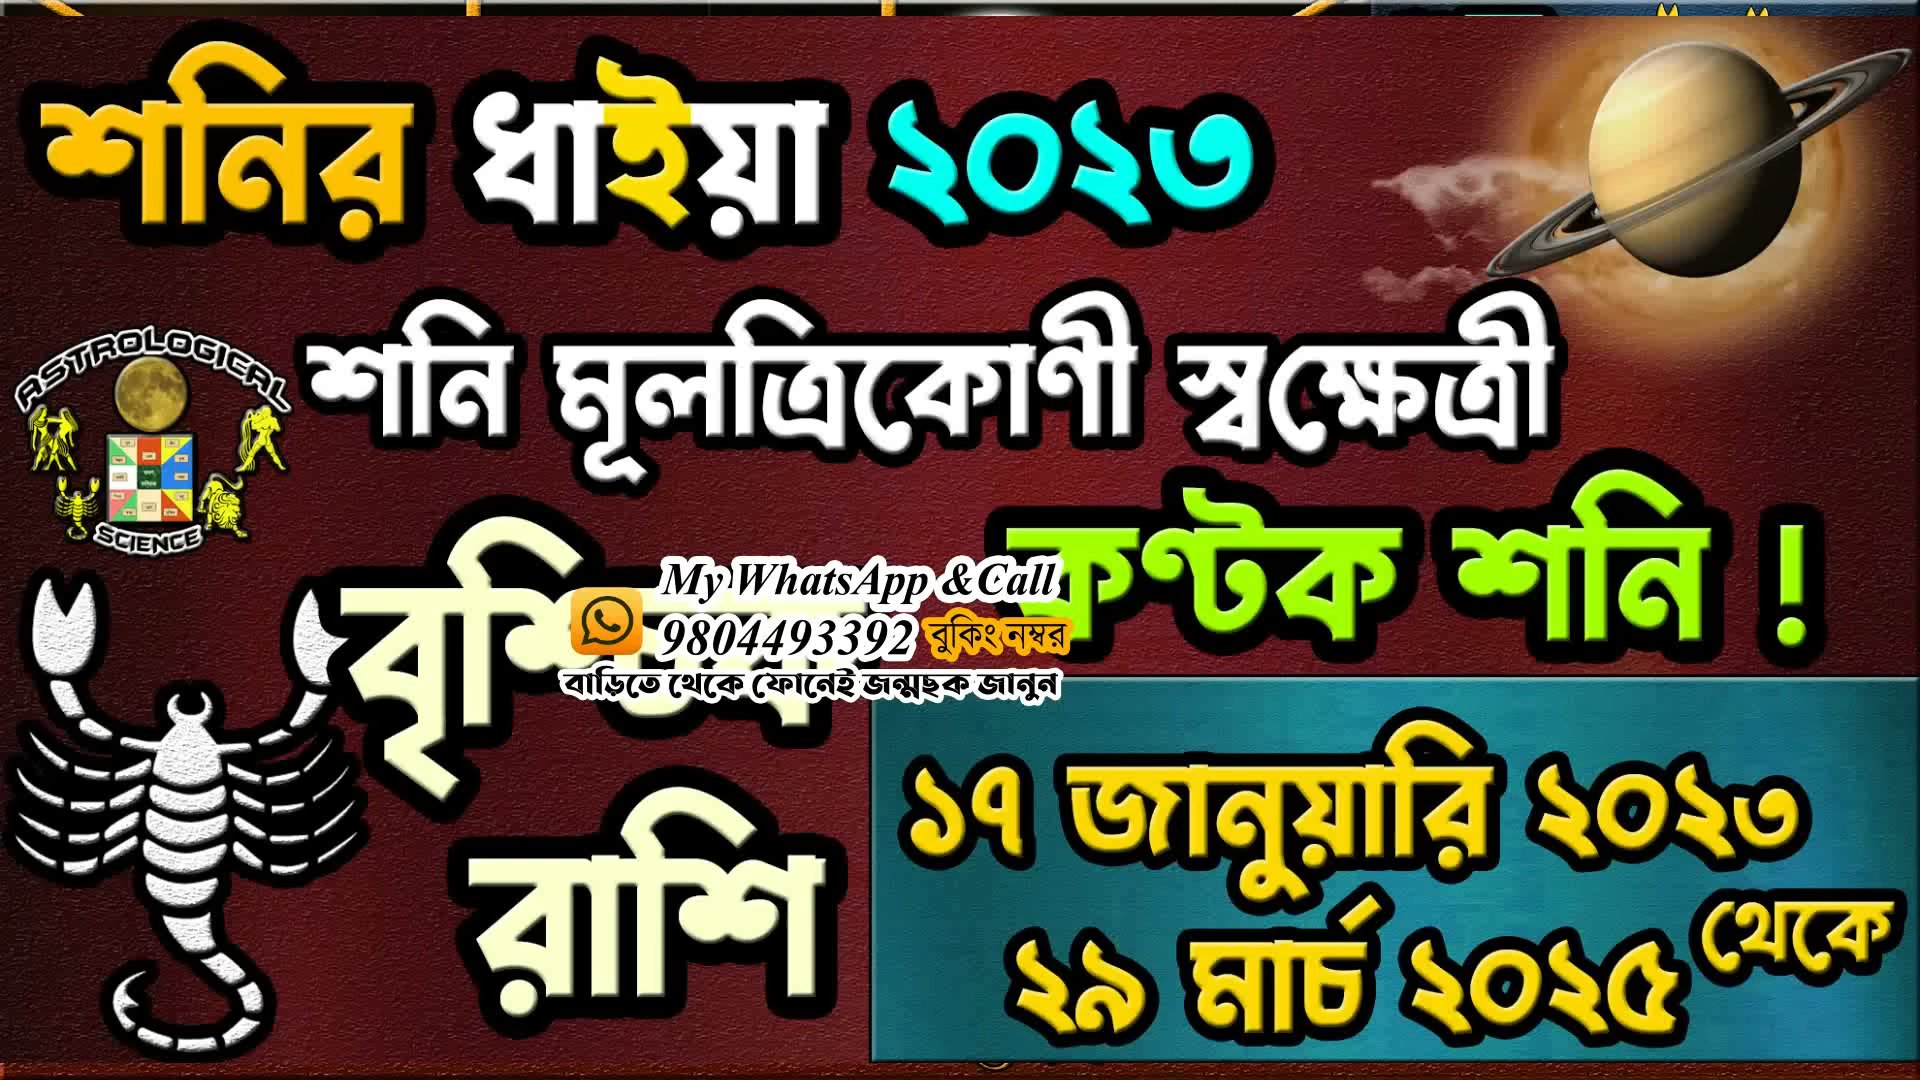 শনির ধাইয়া ২০২৩
শনি মূলত্রিকোণী স্বক্ষেত্রী
ASTROLOGICAL
SCIENCE
কণ্টক শনি !
বৃশ্চিক
রাশি
My WhatsApp &Call
9804493392 বুকিং নম্বর
বাড়িতে থেকে ফোনেই জন্মছক জানুন
১৭ জানুয়ারি ২০২৩
থেকে
২৯ মার্চ ২০২৫